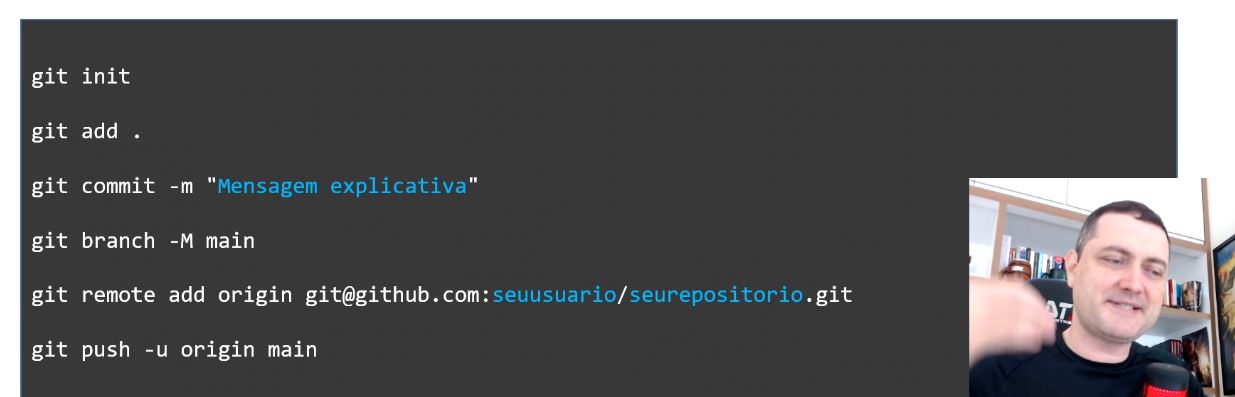 git init
git add .
git commit -m "Mensagem explicativa"
git branch -M main
git remote add origin git@github.com:seuusuario/seurepositorio.git
git push -u origin main